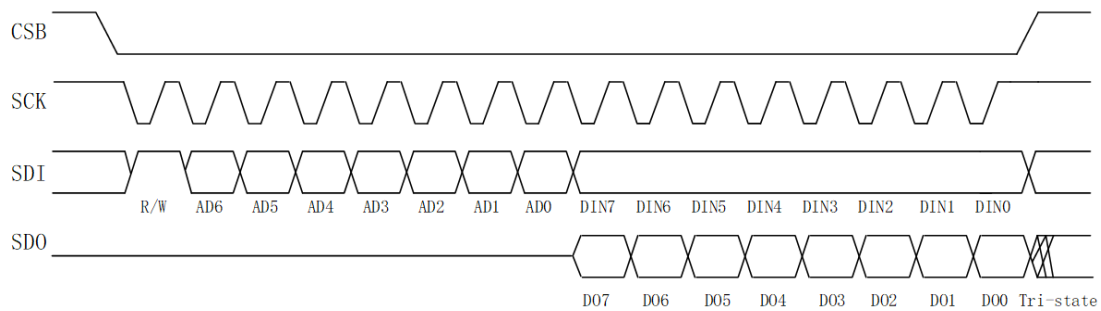 CSB
SCK
SDI
R/W AD6 AD5 AD4 AD3 AD2 AD1 AD0 DIN7 DIN6 DIN5 DIN4 DIN3 DIN2 DIN1 DIN0
SDO
DO7 DO6 DO5 DO4 DO3 DO2 DO1 DO0 Tri-state